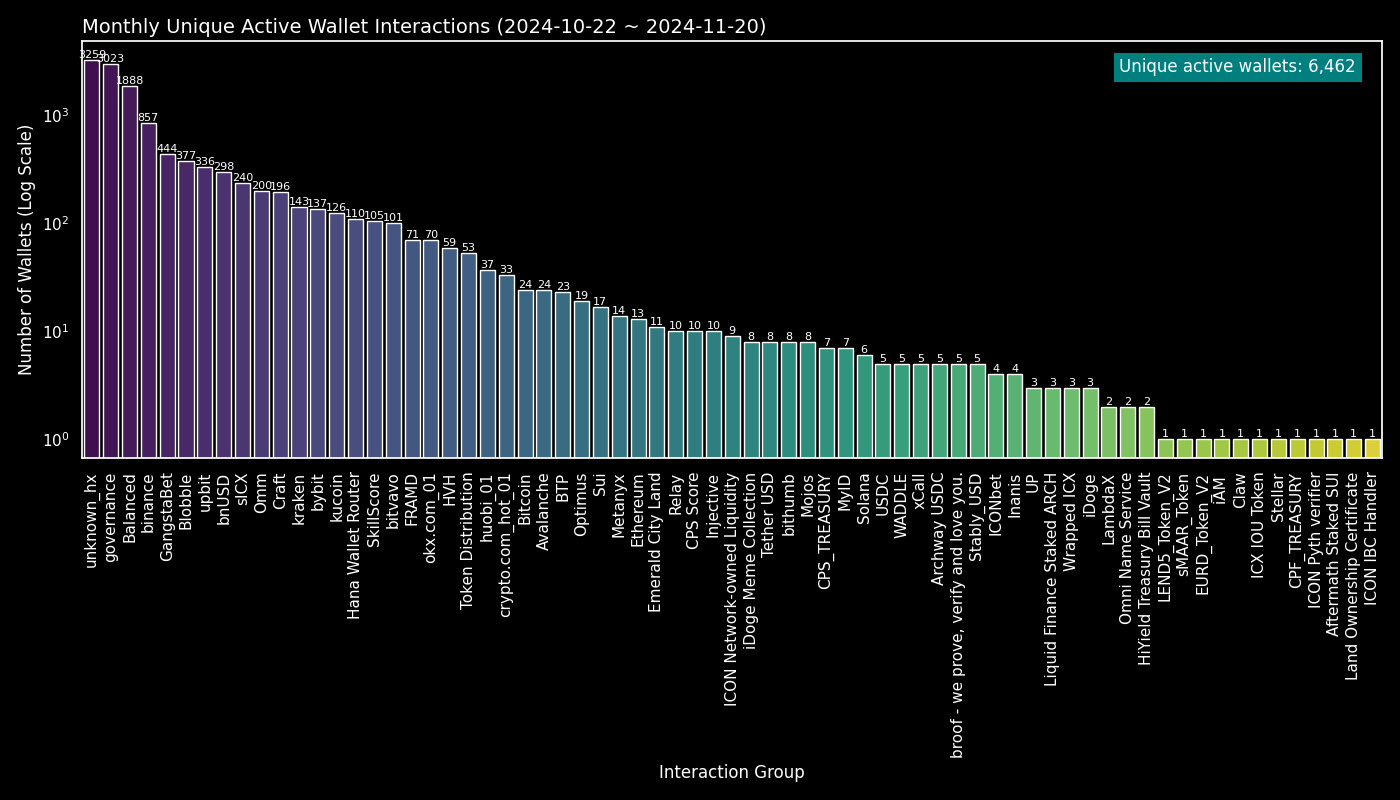 Monthly Unique Active Wallet Interactions (2024-10-22 ~ 2024-11-20)
Unique active wallets: 6,462
Number of Wallets (Log Scale)
10³
10²
10¹
10⁰
3259
3023
1888
857
444
377
336
298
240
200
196
143
137
126
110
105
101
71
70
59
53
37
33
24
24
23
19
17
14
13
11
10
10
10
9
8
8
8
8
7
7
6
5
5
5
5
5
5
4
4
3
3
3
3
2
2
2
1
1
1
1
1
1
1
1
1
1
1
1
unknown_hx
governance
Balanced
binance
GangstaBet
Blobble
upbit
bnUSD
sICX
Omm
Craft
kraken
bybit
kucoin
Hana Wallet Router
SkillScore
bitvavo
FRAMD
okx.com_01
HVH
Token Distribution
huobi_01
crypto.com_hot_01
Bitcoin
Avalanche
BTP
Optimus
Sui
Metanyx
Ethereum
Emerald City Land
Relay
CPS Score
Injective
ICON Network-owned Liquidity
iDoge Meme Collection
Tether USD
bithumb
Mojos
CPS_TREASURY
MyID
Solana
USDC
WADDLE
xCall
Archway USDC
broof - we prove, verify and love you.
Stably_USD
ICONbet
Inanis
UP
Liquid Finance Staked ARCH
Wrapped ICX
iDoge
LambdaX
Omni Name Service
HiYield Treasury Bill Vault
LEND5_Token_V2
sMAAR_Token
EURD_Token_V2
iAM
Claw
ICX IOU Token
Stellar
CPF_TREASURY
ICON Pyth verifier
Aftermath Staked SUI
Land Ownership Certificate
ICON IBC Handler
Interaction Group